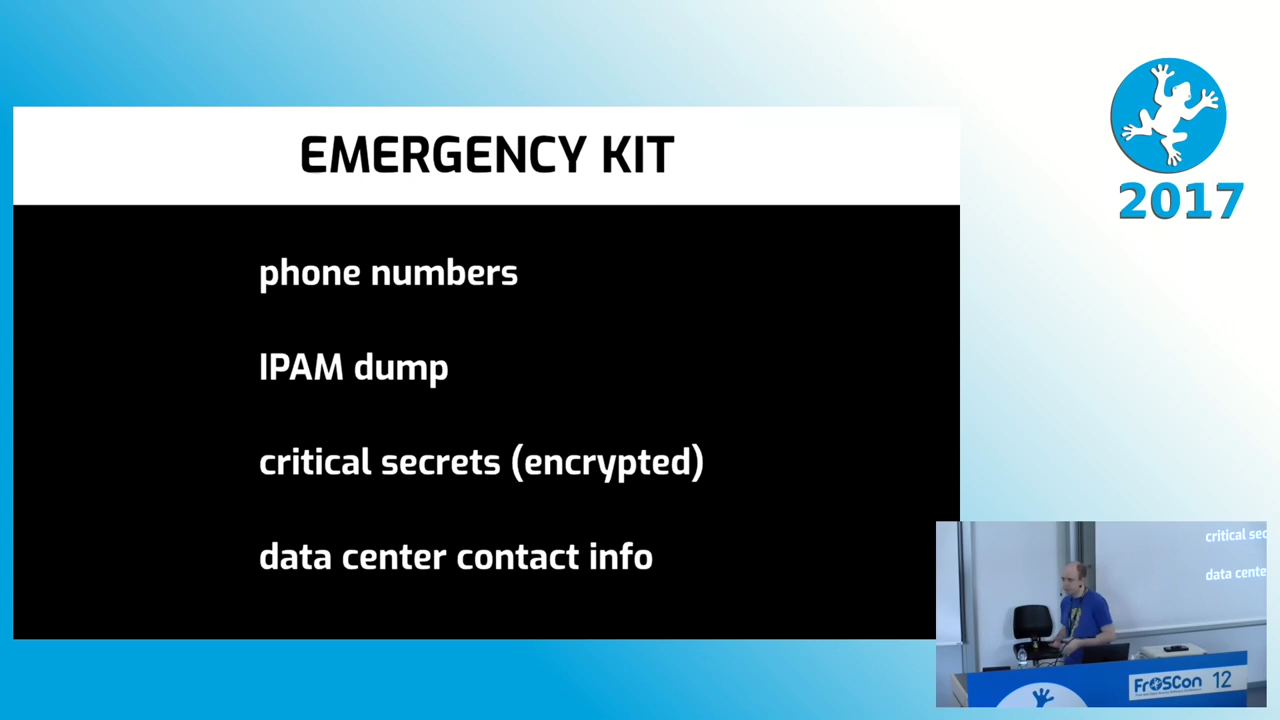 EMERGENCY KIT
phone numbers
IPAM dump
critical secrets (encrypted)
data center contact info
2017
critical sec
data cente
FrOSCon 12